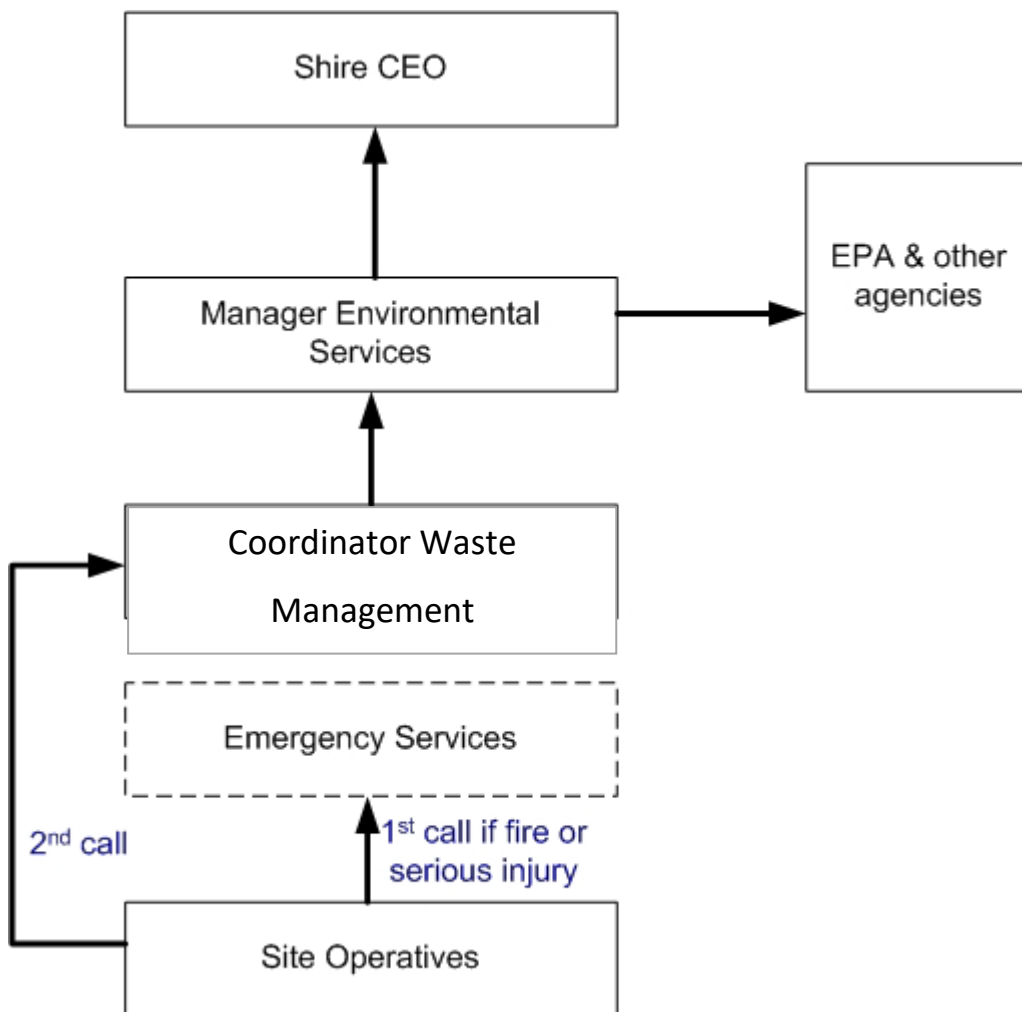 Shire CEO
EPA & other
agencies
Manager Environmental
Services
Coordinator Waste
Management
Emergency Services
2nd call
1st call if fire or
serious injury
Site Operatives